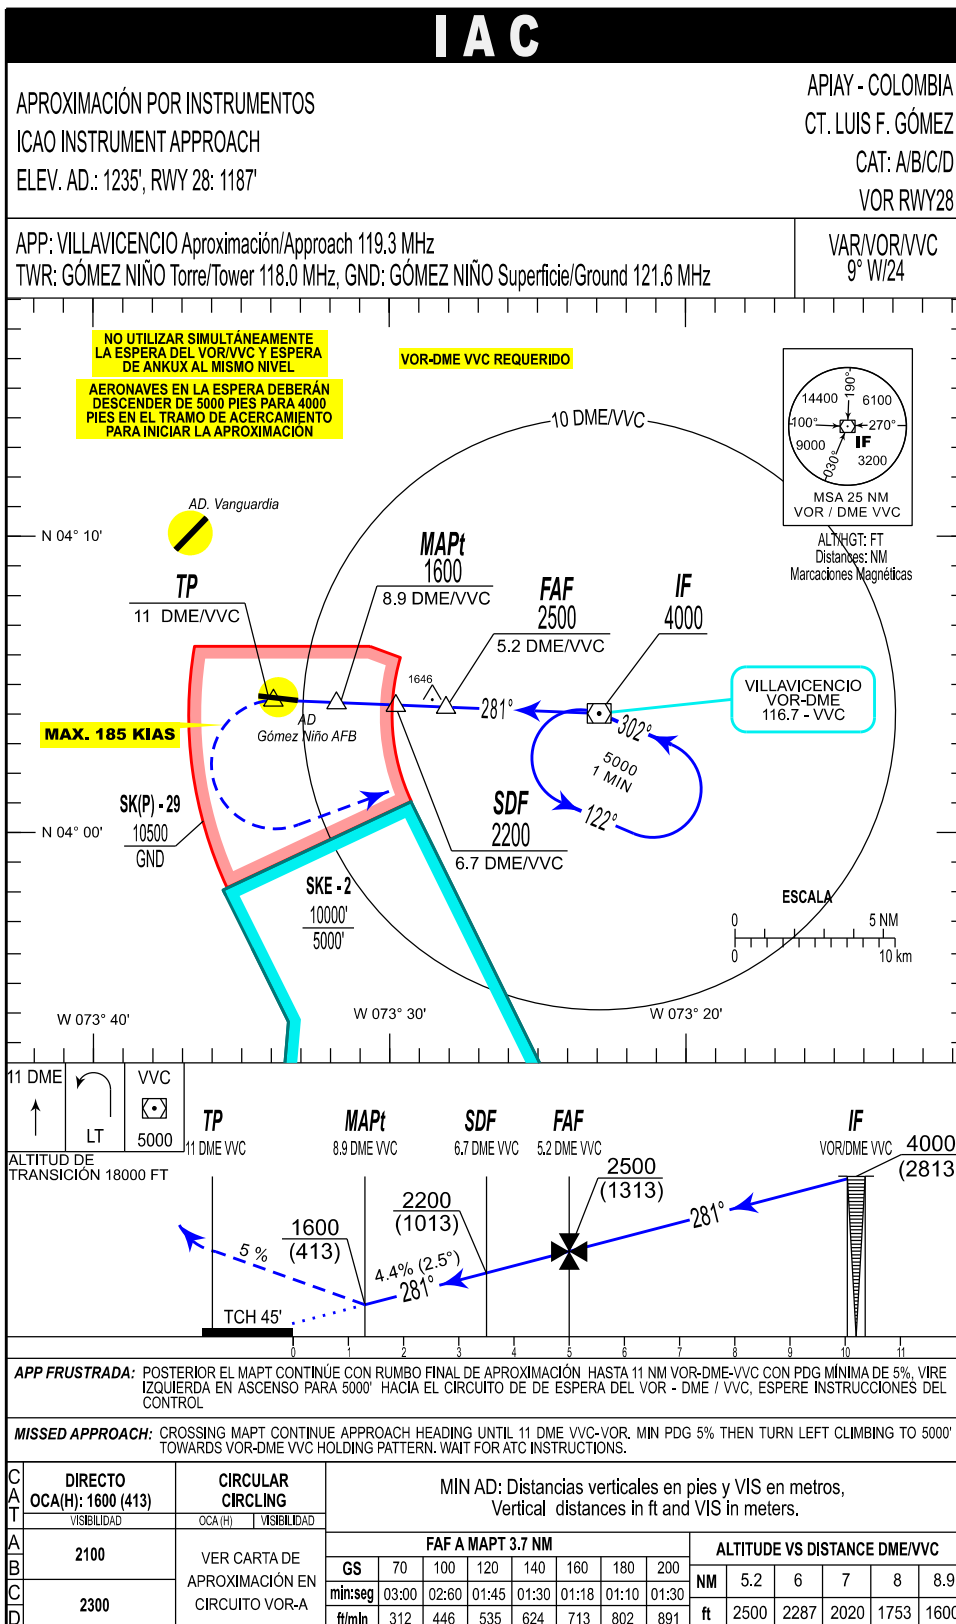 IAC
APROXIMACIÓN POR INSTRUMENTOS
ICAO INSTRUMENT APPROACH
ELEV. AD.: 1235', RWY 28: 1187'
APIAY - COLOMBIA
CT. LUIS F. GÓMEZ
CAT: A/B/C/D
VOR RWY28
APP: VILLAVICENCIO Aproximación/Approach 119.3 MHz
TWR: GÓMEZ NIÑO Torre/Tower 118.0 MHz, GND: GÓMEZ NIÑO Superficie/Ground 121.6 MHz
VAR/VOR/VVC
9° W/24
NO UTILIZAR SIMULTÁNEAMENTE
LA ESPERA DEL VOR/VVC Y ESPERA
DE ANKUX AL MISMO NIVEL
AERONAVES EN LA ESPERA DEBERÁN
DESCENDER DE 5000 PIES PARA 4000
PIES EN EL TRAMO DE ACERCAMIENTO
PARA INICIAR LA APROXIMACIÓN
VOR-DME VVC REQUERIDO
10 DME/VVC
190°
14400
6100
100°
270°
IF
9000
030°
3200
MSA 25 NM
VOR / DME VVC
ALT/HGT: FT
Distances: NM
Marcaciones Magnéticas
AD. Vanguardia
N 04° 10'
TP
11 DME/VVC
MAPt
1600
8.9 DME/VVC
FAF
2500
5.2 DME/VVC
IF
4000
1646
281°
302°
VILLAVICENCIO
VOR-DME
116.7 - VVC
MAX. 185 KIAS
AD
Gómez Niño AFB
5000
1 MIN
122°
SK(P) - 29
10500
GND
SDF
2200
6.7 DME/VVC
N 04° 00'
SKE - 2
10000'
5000'
ESCALA
0 5 NM
0 10 km
W 073° 40'
W 073° 30'
W 073° 20'
11 DME
LT
VVC
5000
ALTITUD DE
TRANSICIÓN 18000 FT
TP
11 DME VVC
MAPt
8.9 DME VVC
SDF
6.7 DME VVC
FAF
5.2 DME VVC
IF
VOR/DME VVC
4000
(2813
2500
(1313)
2200
(1013)
1600
(413)
281°
5 %
4.4% (2.5°)
281°
TCH 45'
0 1 2 3 4 5 6 7 8 9 10 11
APP FRUSTRADA: POSTERIOR EL MAPT CONTINÚE CON RUMBO FINAL DE APROXIMACIÓN HASTA 11 NM VOR-DME-VVC CON PDG MÍNIMA DE 5%, VIRE
IZQUIERDA EN ASCENSO PARA 5000' HACIA EL CIRCUITO DE DE ESPERA DEL VOR - DME / VVC, ESPERE INSTRUCCIONES DEL
CONTROL
MISSED APPROACH: CROSSING MAPT CONTINUE APPROACH HEADING UNTIL 11 DME VVC-VOR. MIN PDG 5% THEN TURN LEFT CLIMBING TO 5000'
TOWARDS VOR-DME VVC HOLDING PATTERN. WAIT FOR ATC INSTRUCTIONS.
CAT
DIRECTO
OCA(H): 1600 (413)
VISIBILIDAD
CIRCULAR
CIRCLING
OCA (H) VISIBILIDAD
MIN AD: Distancias verticales en pies y VIS en metros,
Vertical distances in ft and VIS in meters.
A
B
2100
C
D
2300
VER CARTA DE
APROXIMACIÓN EN
CIRCUITO VOR-A
FAF A MAPT 3.7 NM
GS 70 100 120 140 160 180 200
min:seg 03:00 02:60 01:45 01:30 01:18 01:10 01:30
ft/min 312 446 535 624 713 802 891
ALTITUDE VS DISTANCE DME/VVC
NM 5.2 6 7 8 8.9
ft 2500 2287 2020 1753 1600